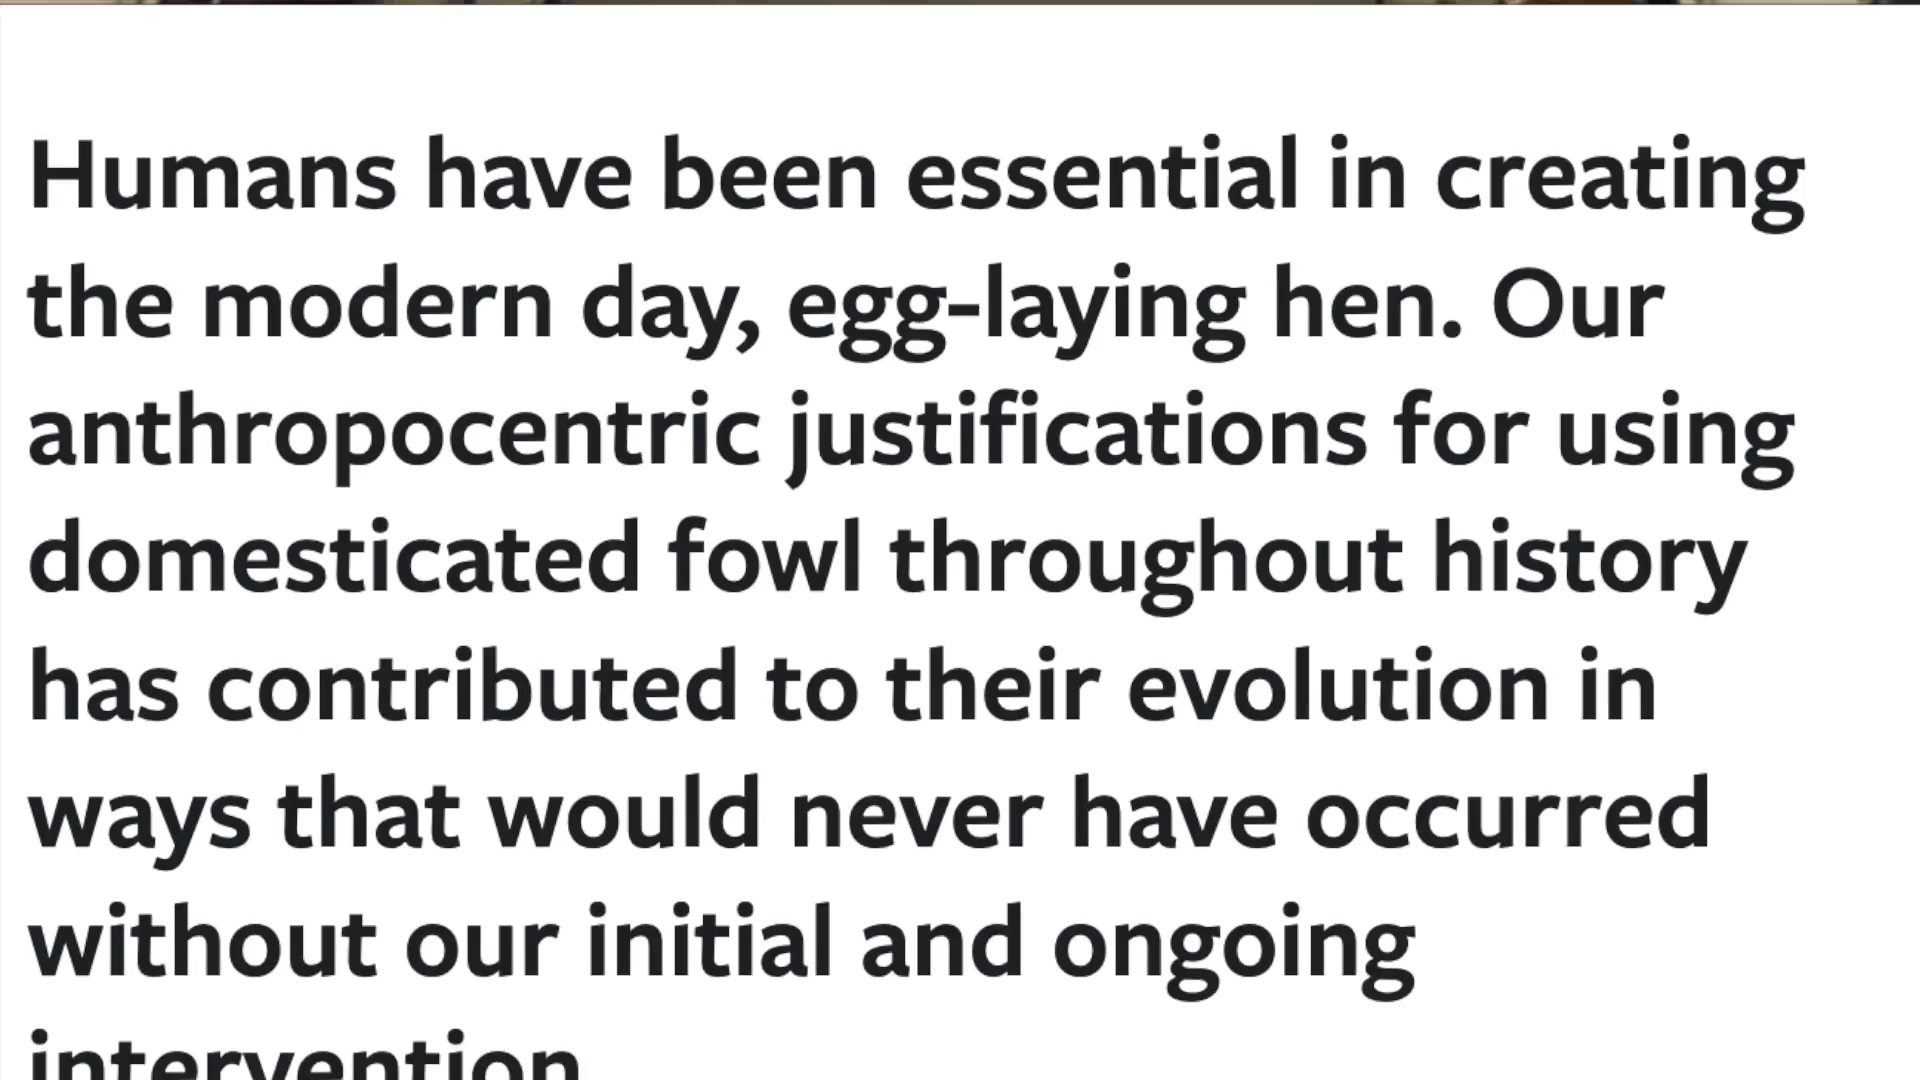 Humans have been essential in creating
the modern day, egg-laying hen. Our
anthropocentric justifications for using
domesticated fowl throughout history
has contributed to their evolution in
ways that would never have occurred
without our initial and ongoing
intervention